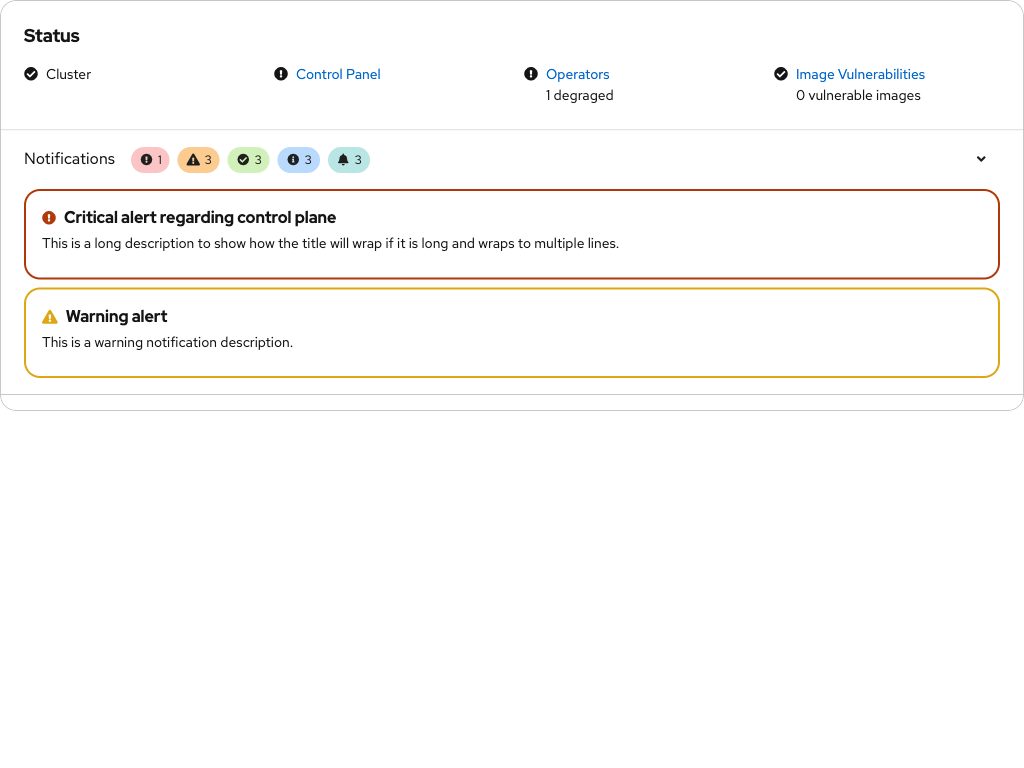 Status
Cluster
Control Panel
Operators
1 degraged
Image Vulnerabilities
0 vulnerable images
Notifications 1 3 3 3 3
Critical alert regarding control plane
This is a long description to show how the title will wrap if it is long and wraps to multiple lines.
Warning alert
This is a warning notification description.